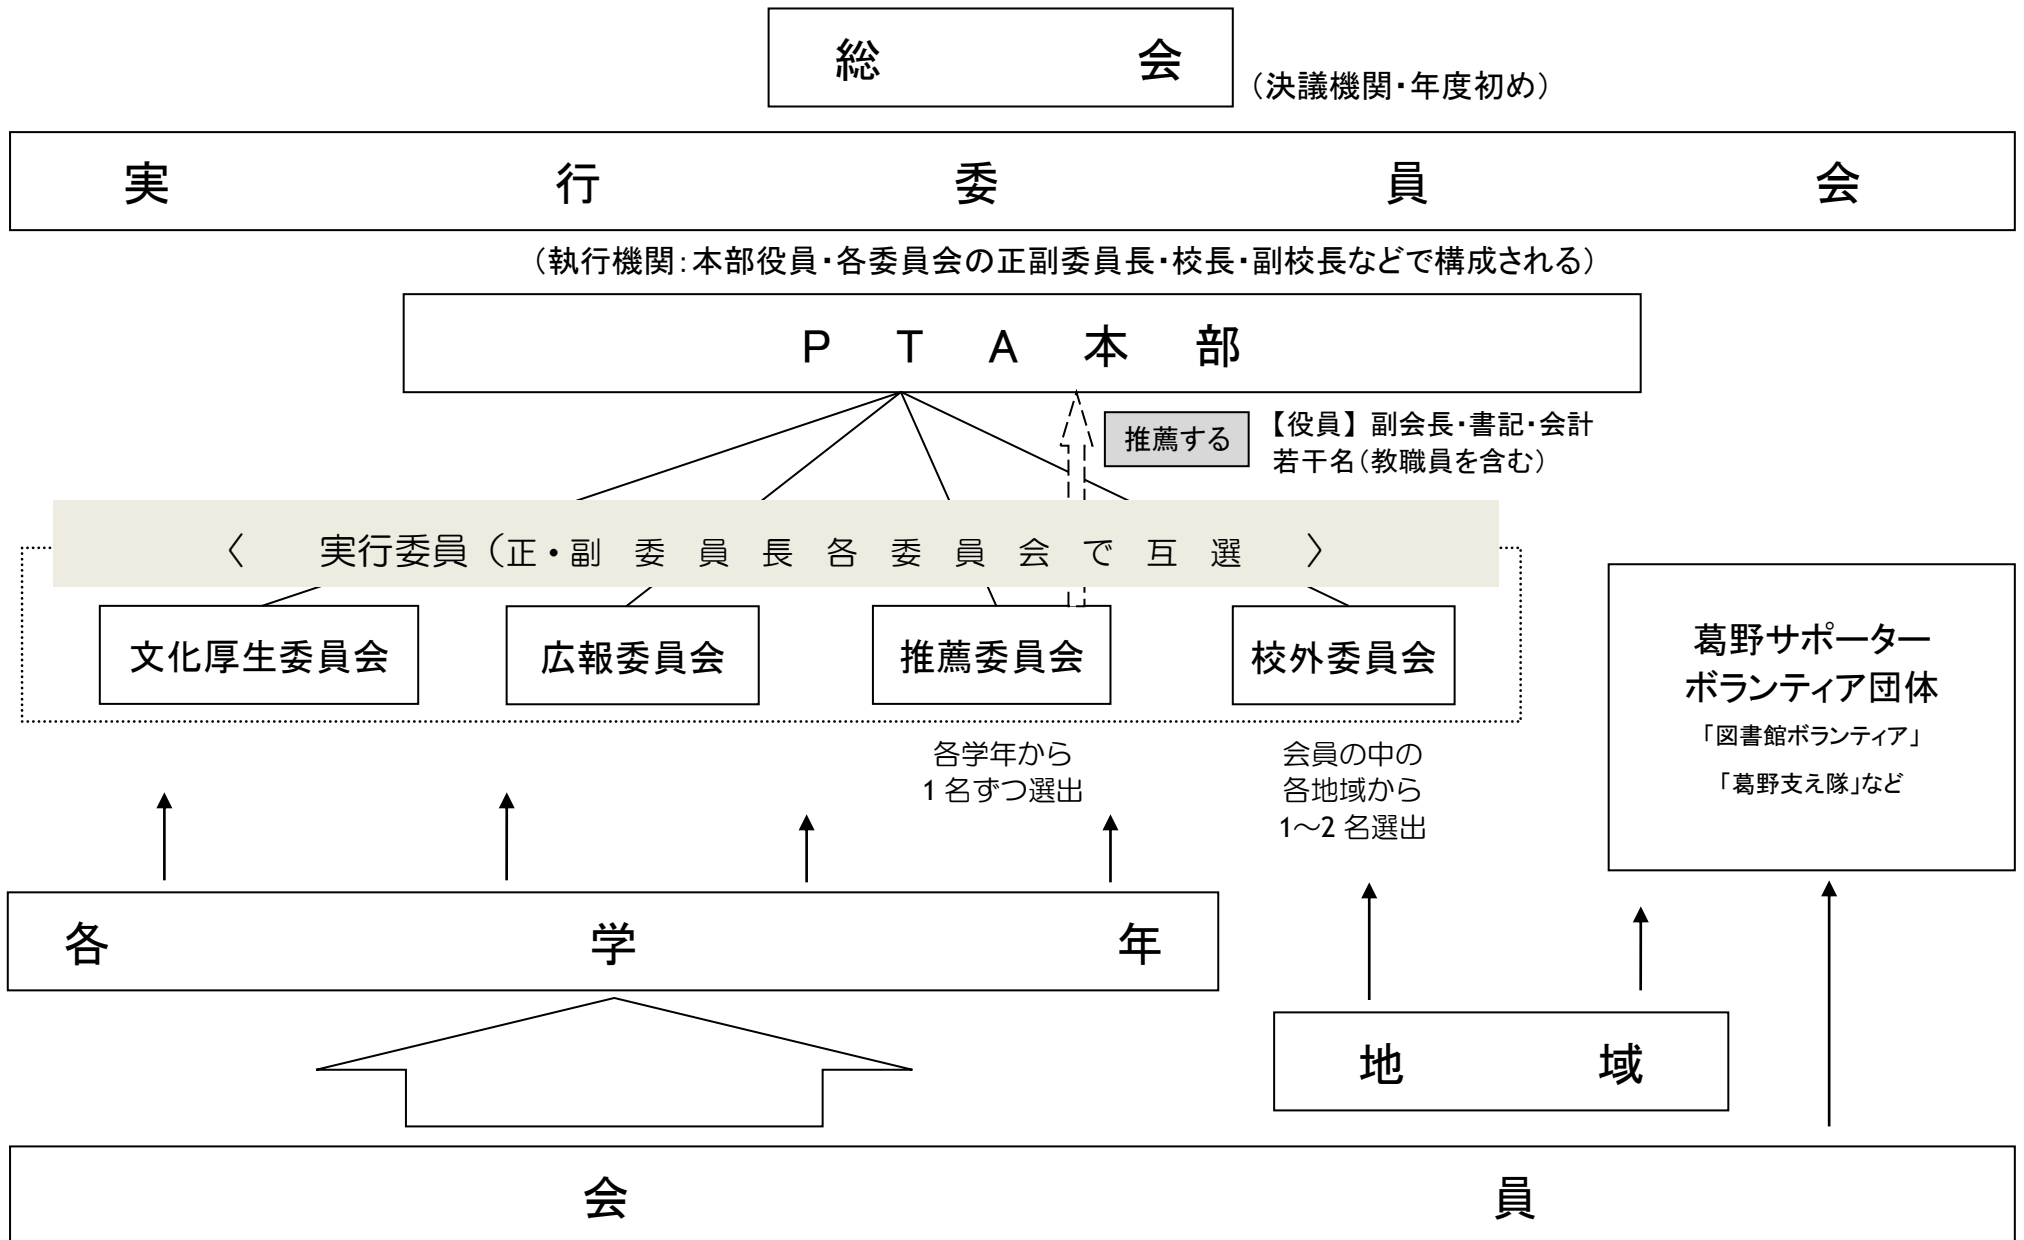 総会
(決議機関・年度初め)
実行委員会
(執行機関:本部役員・各委員会の正副委員長・校長・副校長などで構成される)
PTA本部
推薦する
【役員】副会長・書記・会計
若干名(教職員を含む)
〈 実行委員(正・副委員長各委員会で互選 〉
文化厚生委員会
広報委員会
推薦委員会
校外委員会
各学年から
1名ずつ選出
会員の中の
各地域から
1~2名選出
葛野サポーター
ボランティア団体
「図書館ボランティア」
「葛野支え隊」など
各学年
地域
会員